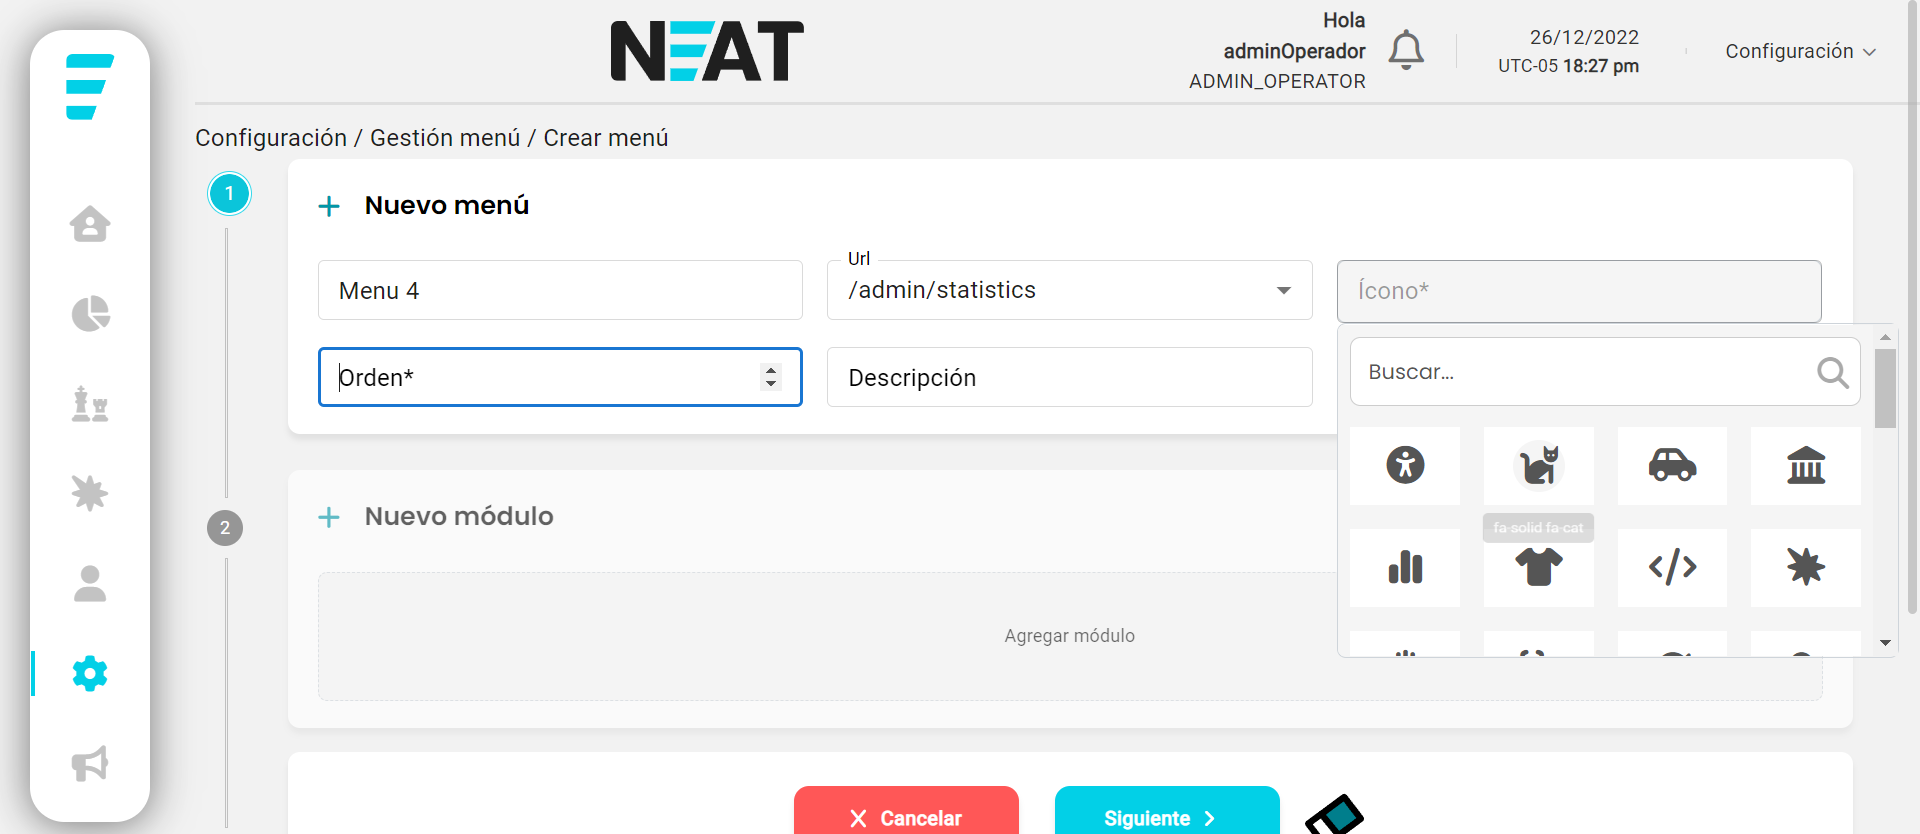 NEAT
Hola
adminOperador
ADMIN_OPERATOR
26/12/2022
UTC-05 18:27 pm
Configuración
Configuración / Gestión menú / Crear menú
1
Nuevo menú
Menu 4
Url
/admin/statistics
Ícono*
Orden*
Descripción
Buscar...
fa-solid fa-cat
2
Nuevo módulo
Agregar módulo
Cancelar
Siguiente